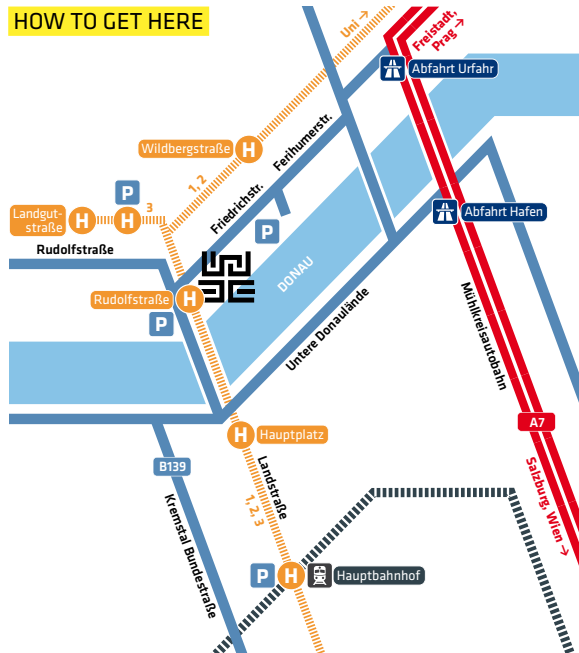 HOW TO GET HERE
Uni →
Freistadt,
Prag →
Abfahrt Urfahr
Wildbergstraße
H
1, 2
Ferihumerstr.
Friedrichstr.
P
3
Landgut-
straße
H
H
P
Abfahrt Hafen
Rudolfstraße
DONAU
Rudolfstraße
H
P
Untere Donaulände
Mühlkreisautobahn
A7
H
Hauptplatz
B139
Landstraße
Salzburg, Wien →
1, 2, 3
Kremstal Bundestraße
P
H
Hauptbahnhof